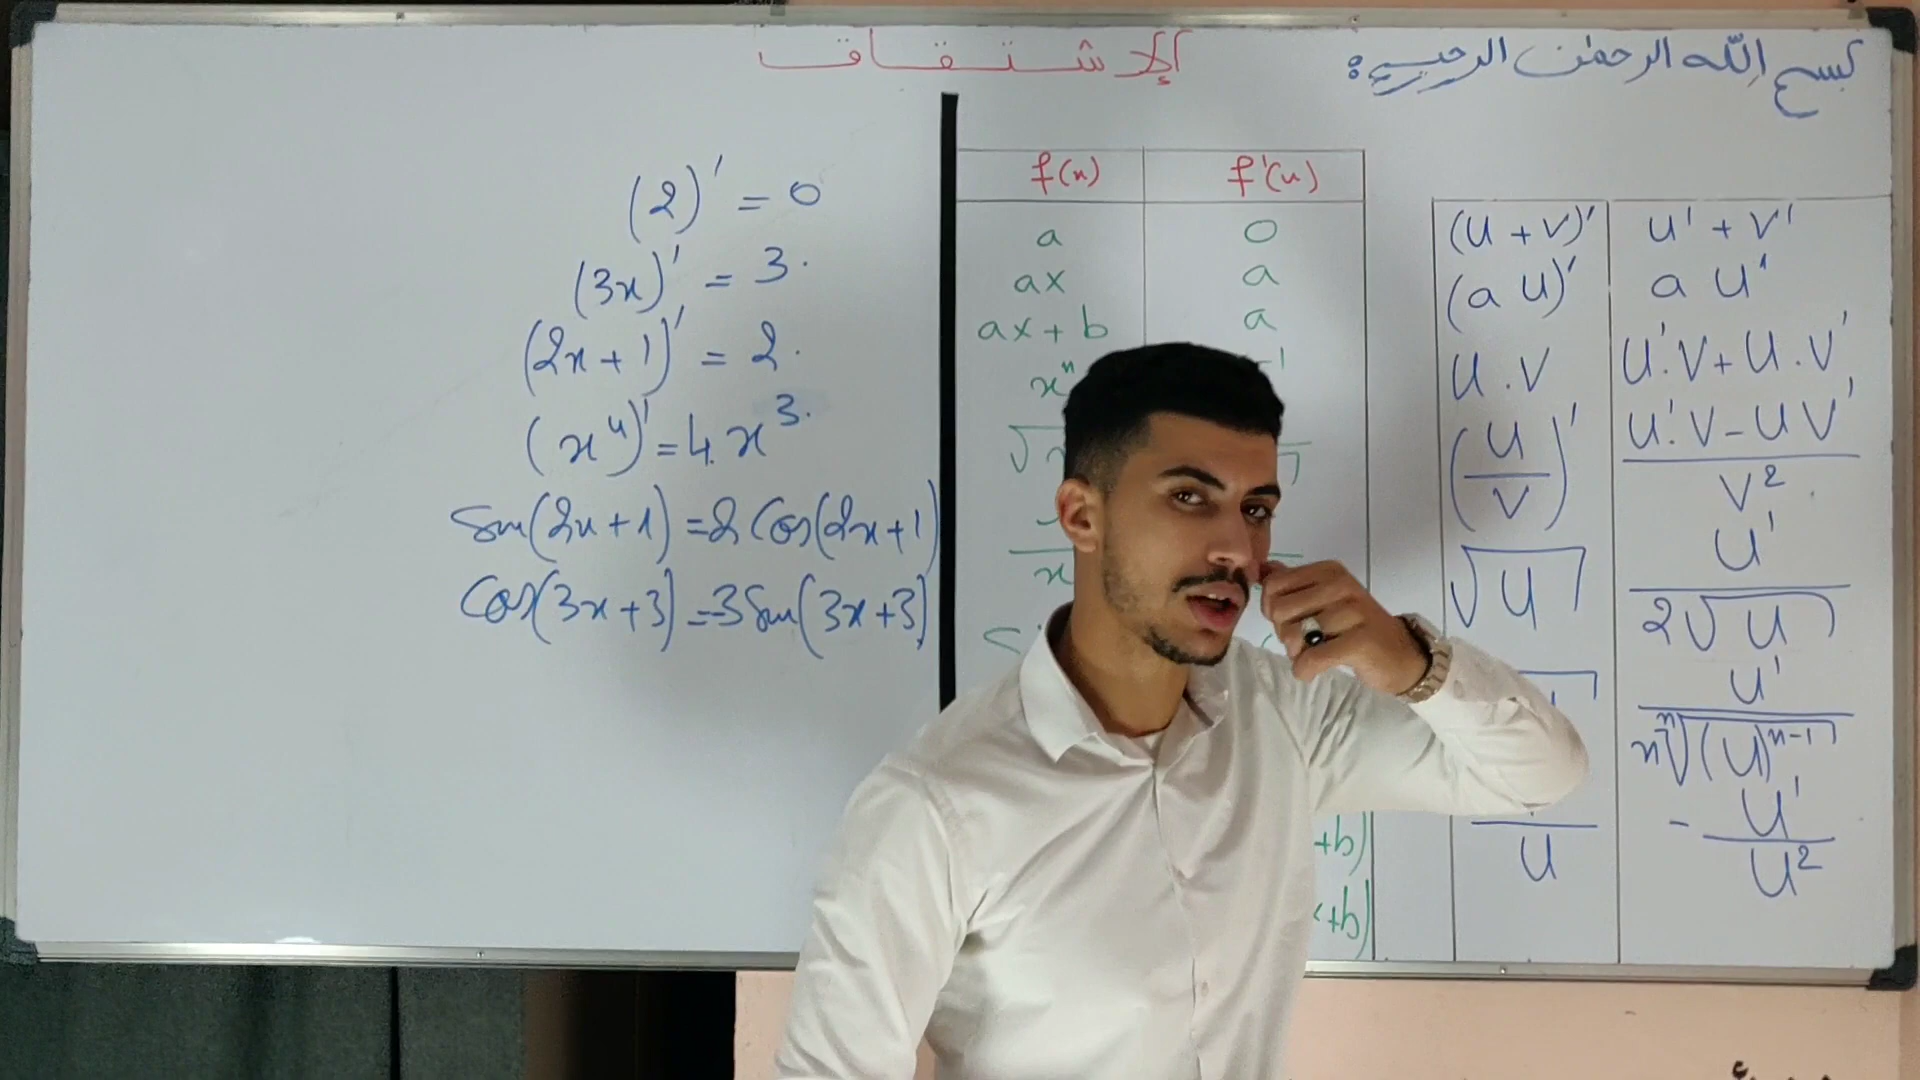 بسم الله الرحمن الرحيم:
الإشتقاق
(2)' = 0
(3x)' = 3.
(2x + 1)' = 2.
(x⁴)' = 4.x³.
Sin(2x+1) = 2 Cos(2x+1)
Cos(3x+3) = -3 Sin(3x+3)
f(x) f'(x)
a 0
ax a
ax + b a
xⁿ
(u + v)' u' + v'
(a u)' a u'
u . v u'.v + u.v'
(u/v)' (u'.v - u v')/v²
√u u'/(2√u)
u'/(n ⁿ√(u)ⁿ⁻¹)
u -u'/u²
+b)
+b)